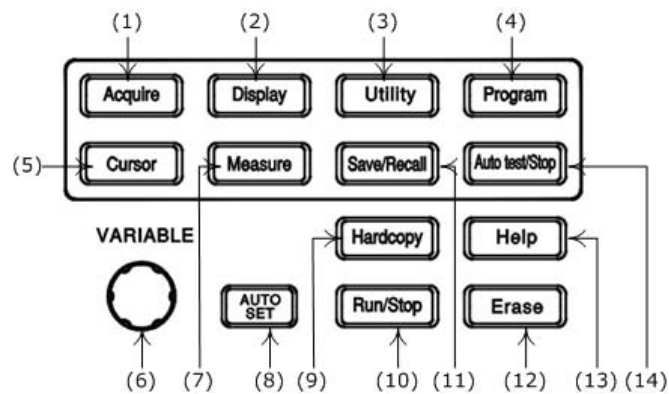 (1) (2) (3) (4)
Acquire Display Utility Program
(5) Cursor Measure Save/Recall Auto test/Stop
VARIABLE Hardcopy Help
AUTO
SET Run/Stop Erase
(6) (7) (8) (9) (10) (11) (12) (13) (14)